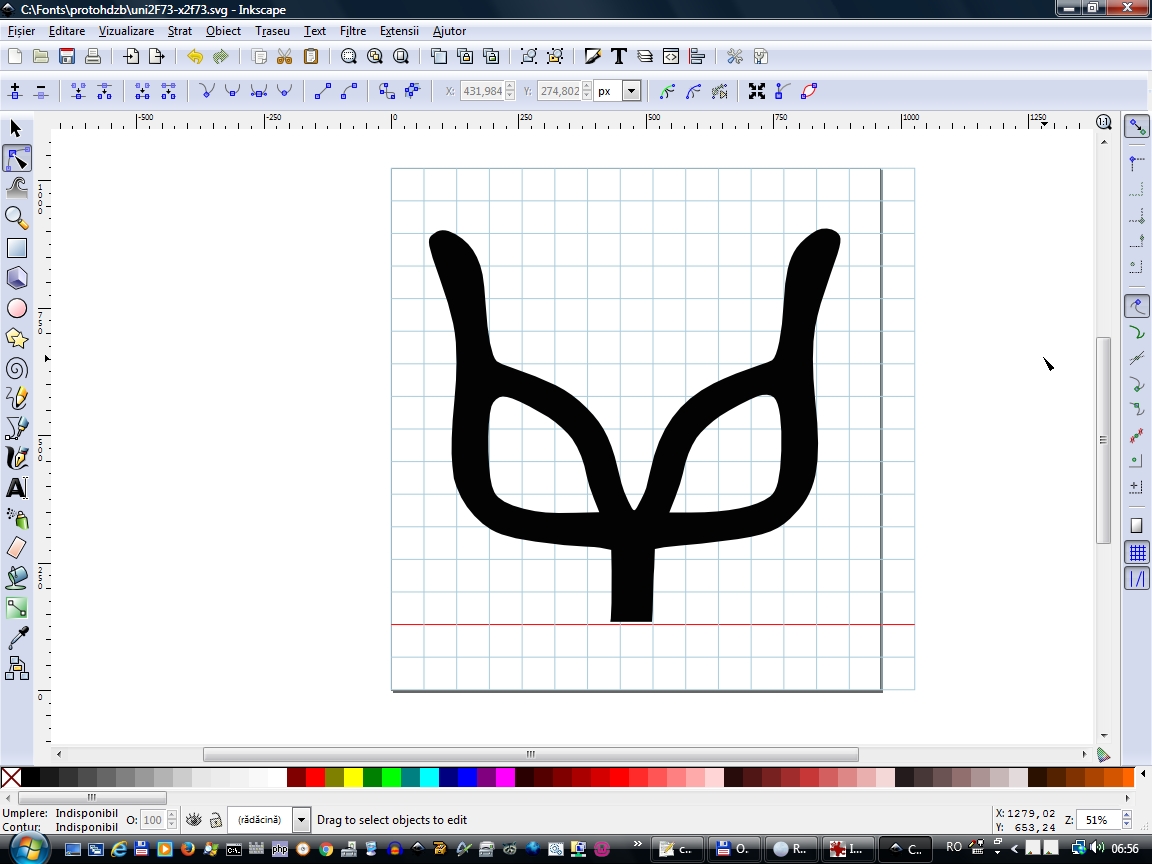 C:\Fonts\protohdzb\uni2F73-x2f73.svg - Inkscape
Fișier Editare Vizualizare Strat Obiect Traseu Text Filtre Extensii Ajutor
X: 431,984 Y: 274,802 px
-500 -250 0 250 500 750 1000 1250
1000
750
500
250
0
Umplere: Indisponibil O: 100 (rădăcină) Drag to select objects to edit X: 1279,02 Z: 51%
Contur: Indisponibil Y: 653,24
php » c.. O. R.. I... C.. RO < 06:56